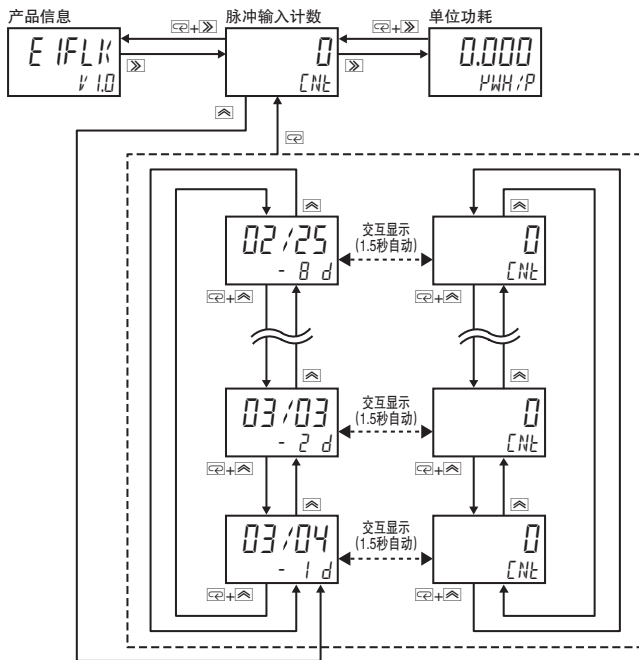 产品信息
脉冲输入计数
单位功耗
+
+
E1FLK
V 1.0
0
CNt
0.000
kWH/P
02/25
- 8 d
交互显示
(1.5秒自动)
0
CNt
+
+
03/03
- 2 d
交互显示
(1.5秒自动)
0
CNt
+
+
03/04
- 1 d
交互显示
(1.5秒自动)
0
CNt
+
+